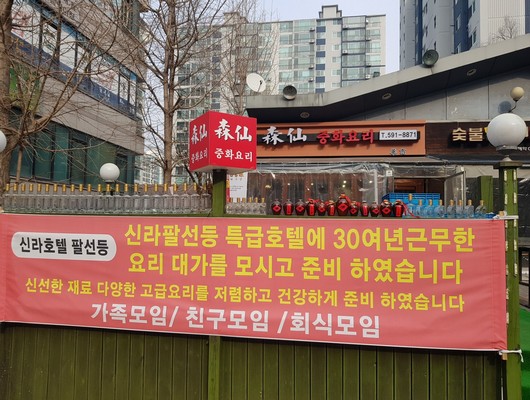 森仙
중화요리
森仙 중화요리 T.591-8871
숯불
신라호텔 팔선등
신라팔선등 특급호텔에 30여년근무한
요리 대가를 모시고 준비 하였습니다
신선한 재료 다양한 고급요리를 저렴하고 건강하게 준비 하였습니다
가족모임/ 친구모임 /회식모임